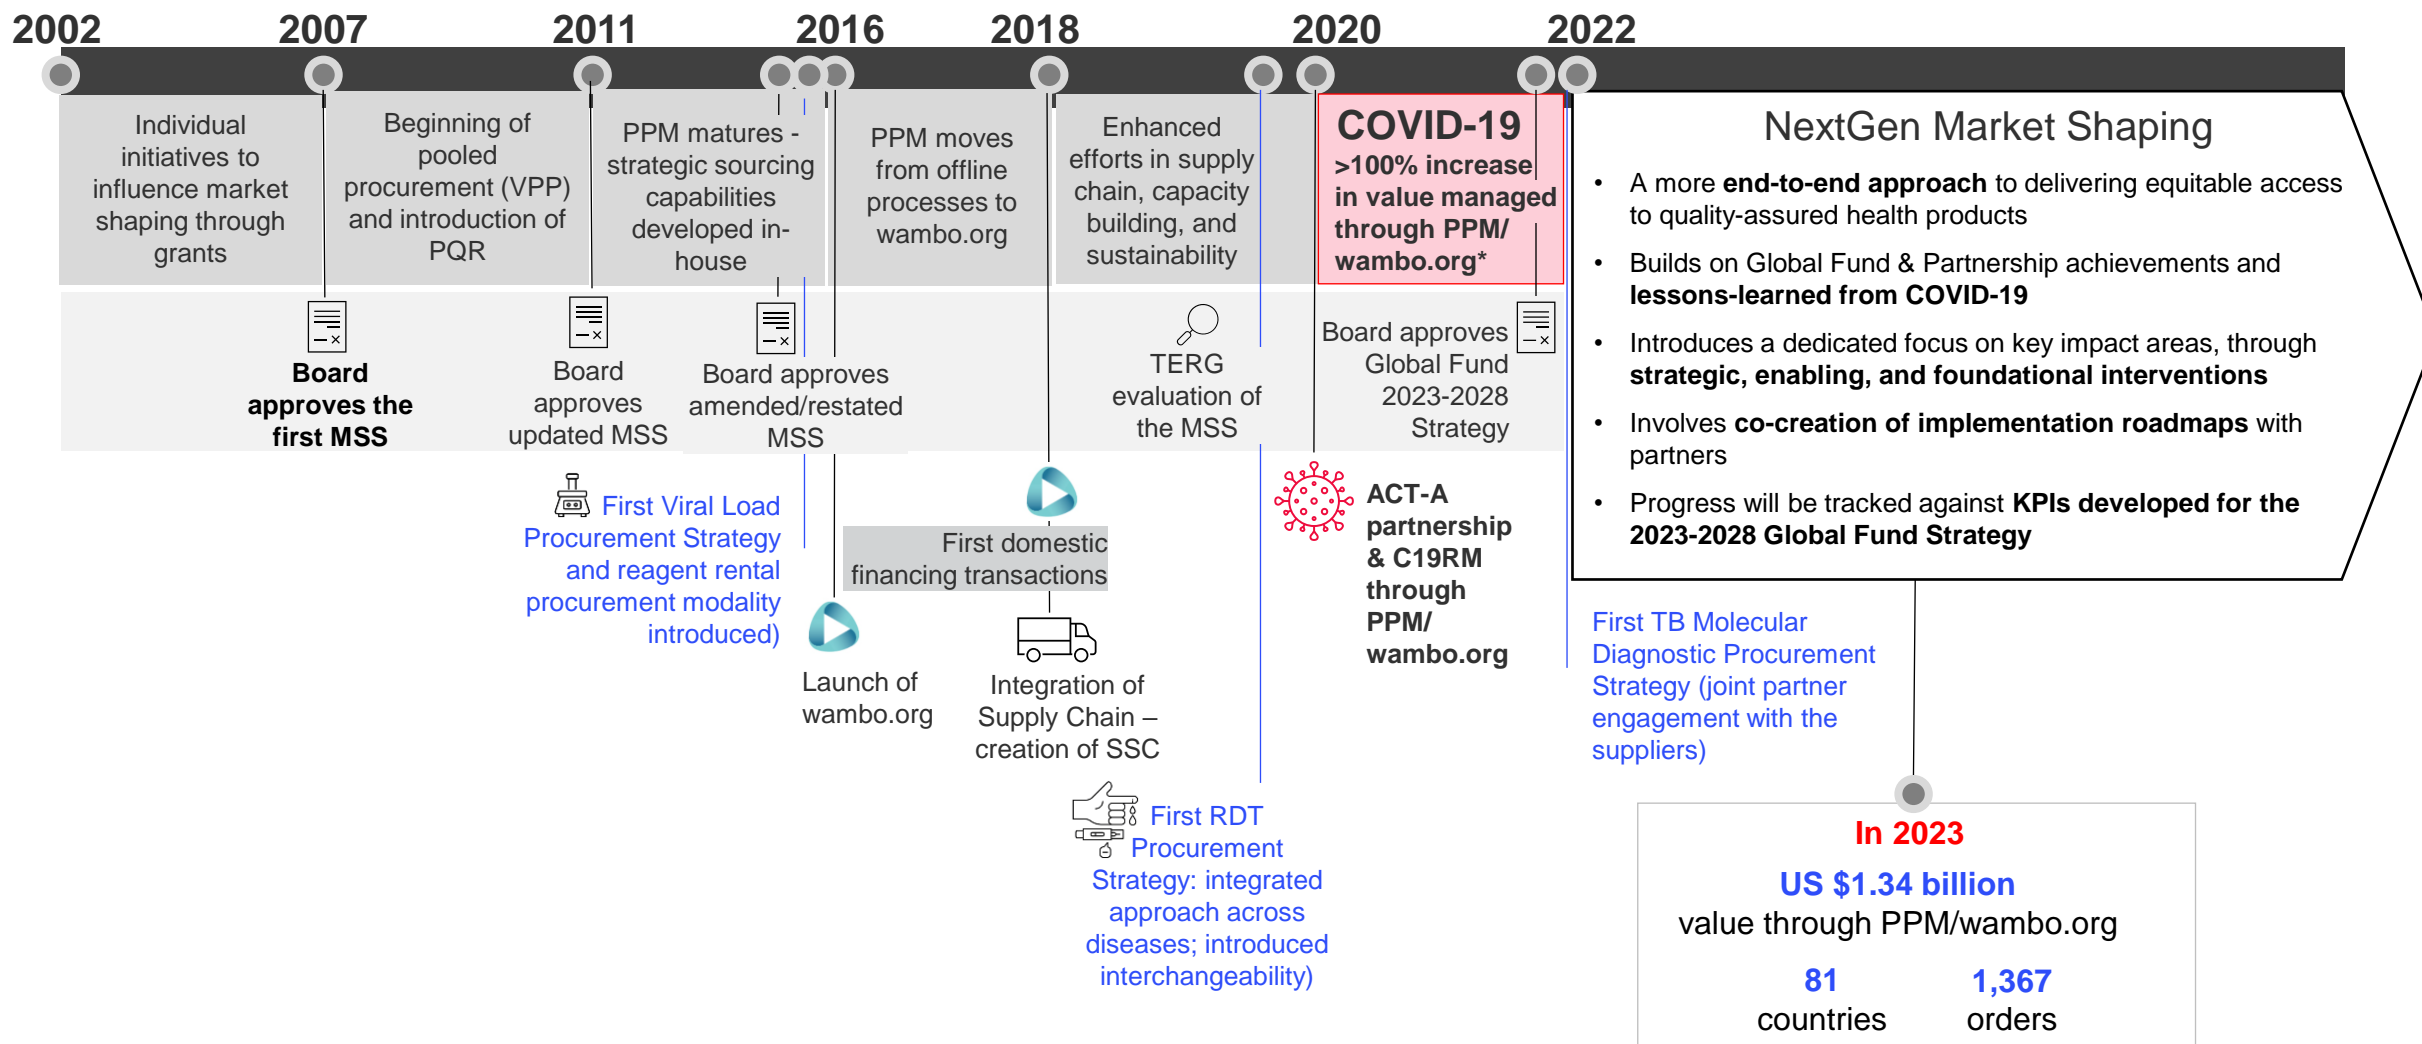 2002
2007
2011
2016
2018
2020
2022
Individual
initiatives to
influence market
shaping through
grants
Beginning of
pooled
procurement (VPP)
and introduction of
PQR
PPM matures -
strategic sourcing
capabilities
developed in-
house
PPM moves
from offline
processes to
wambo.org
Enhanced
efforts in supply
chain, capacity
building, and
sustainability
COVID-19
>100% increase
in value managed
through PPM/
wambo.org*
NextGen Market Shaping
• A more end-to-end approach to delivering equitable access
to quality-assured health products
• Builds on Global Fund & Partnership achievements and
lessons-learned from COVID-19
• Introduces a dedicated focus on key impact areas, through
strategic, enabling, and foundational interventions
• Involves co-creation of implementation roadmaps with
partners
• Progress will be tracked against KPIs developed for the
2023-2028 Global Fund Strategy
Board
approves the
first MSS
Board
approves
updated MSS
Board approves
amended/restated
MSS
TERG
evaluation of
the MSS
Board approves
Global Fund
2023-2028
Strategy
First Viral Load
Procurement Strategy
and reagent rental
procurement modality
introduced)
Launch of
wambo.org
First domestic
financing transactions
Integration of
Supply Chain –
creation of SSC
First RDT
Procurement
Strategy: integrated
approach across
diseases; introduced
interchangeability)
ACT-A
partnership
& C19RM
through
PPM/
wambo.org
First TB Molecular
Diagnostic Procurement
Strategy (joint partner
engagement with the
suppliers)
In 2023
US $1.34 billion
value through PPM/wambo.org
81 1,367
countries orders